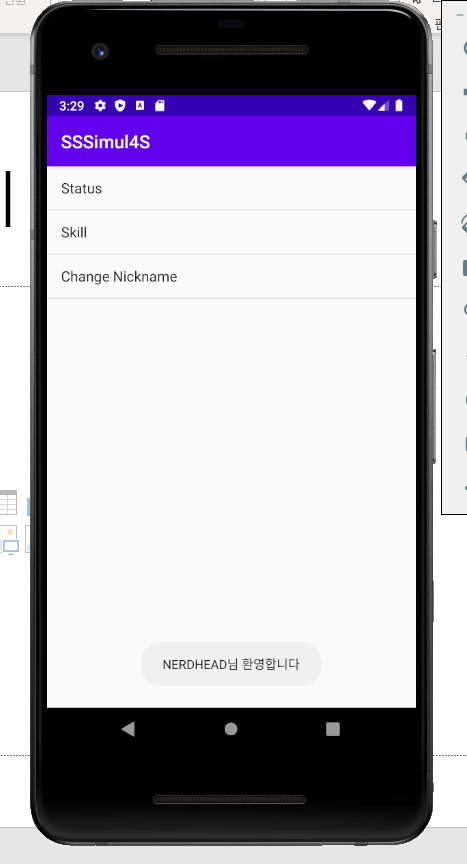 3:29
SSSimul4S
Status
Skill
Change Nickname
NERDHEAD님 환영합니다